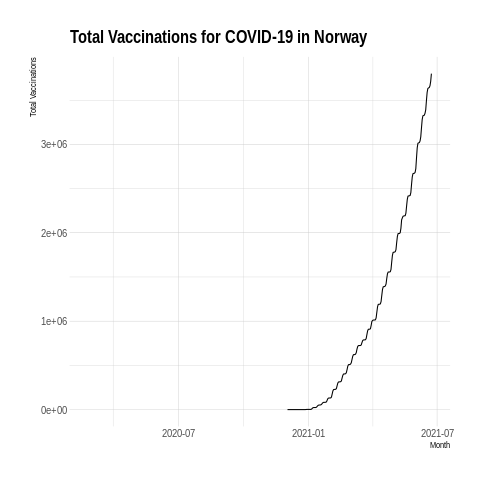 Total Vaccinations for COVID-19 in Norway
Total Vaccinations
3e+06
2e+06
1e+06
0e+00
2020-07 2021-01 2021-07
Month